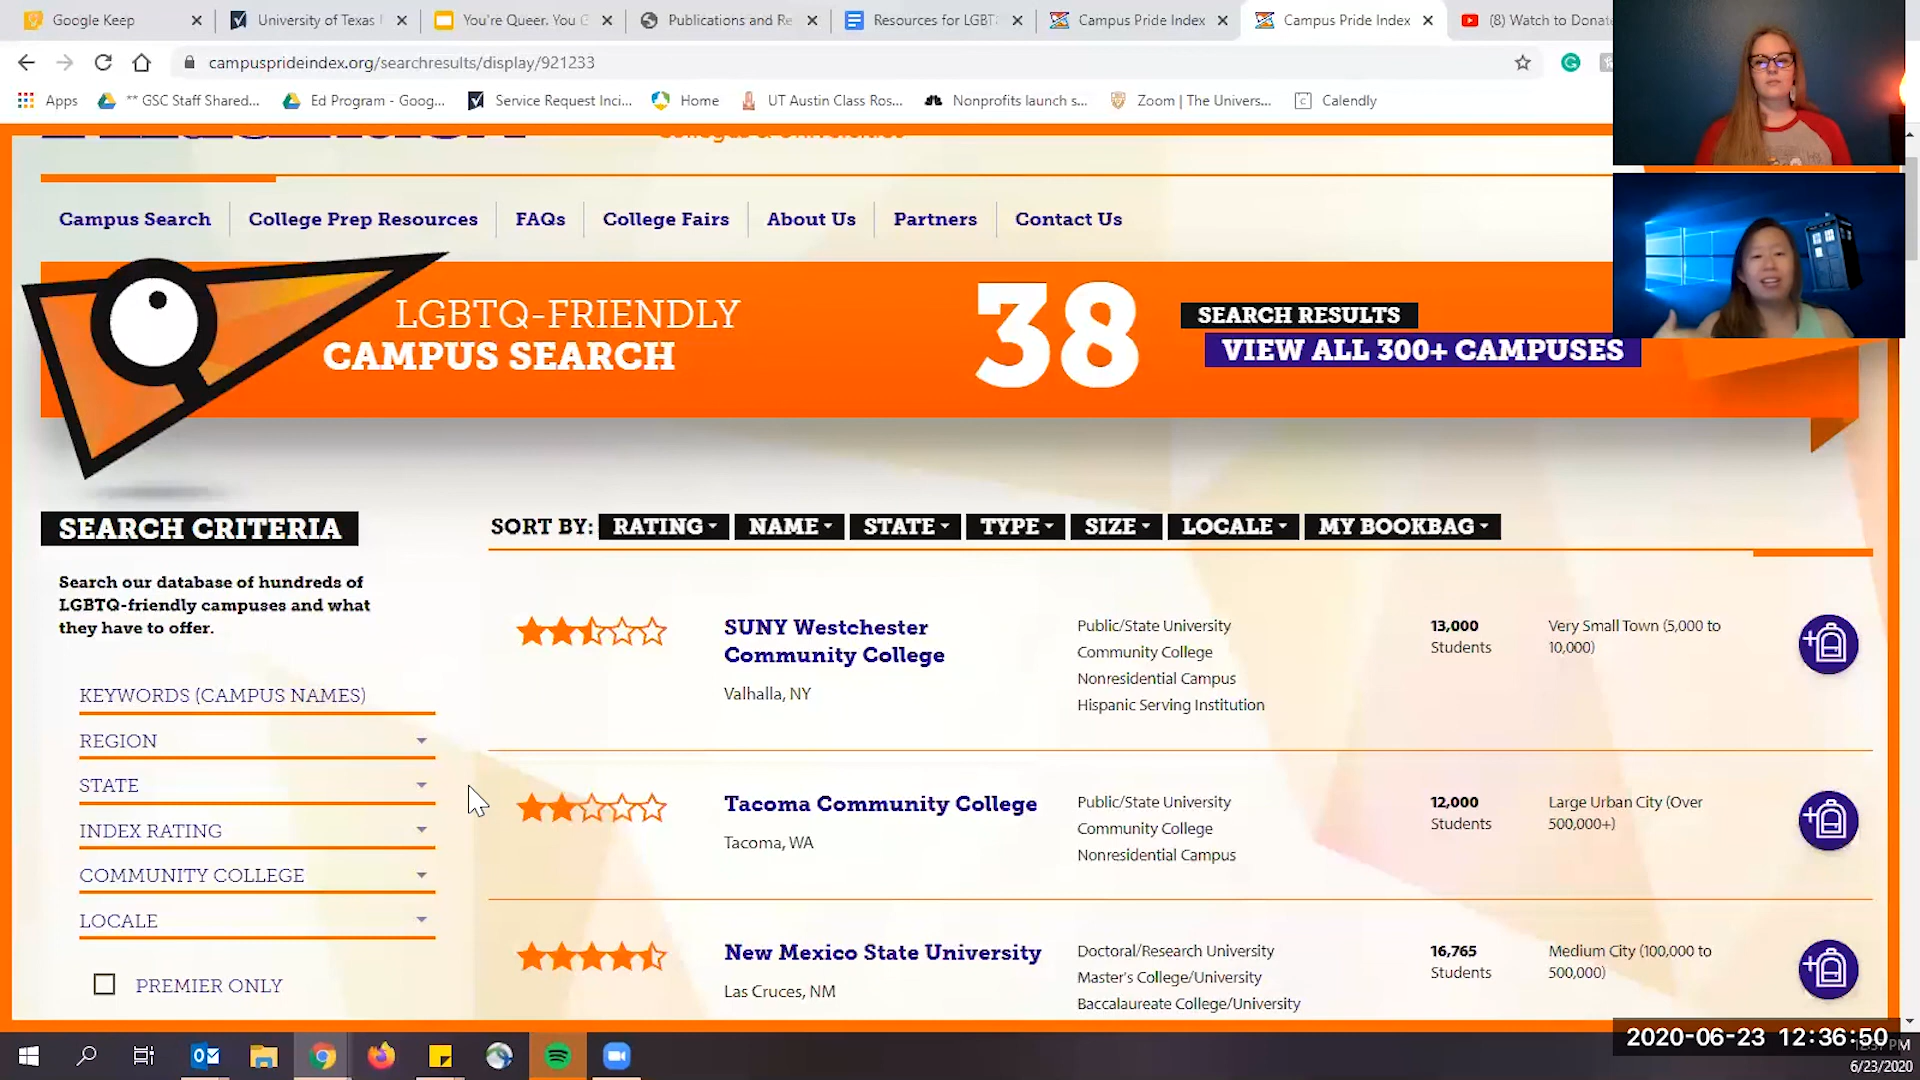 Google Keep
University of Texas
You're Queer. You G
Publications and Re
Resources for LGBT
Campus Pride Index
Campus Pride Index
(8) Watch to Donate
campusprideindex.org/searchresults/display/921233
Apps
** GSC Staff Shared...
Ed Program - Goog...
Service Request Inci...
Home
UT Austin Class Ros...
Nonprofits launch s...
Zoom | The Univers...
Calendly
Campus Search
College Prep Resources
FAQs
College Fairs
About Us
Partners
Contact Us
LGBTQ-FRIENDLY
CAMPUS SEARCH
38
SEARCH RESULTS
VIEW ALL 300+ CAMPUSES
SEARCH CRITERIA
Search our database of hundreds of
LGBTQ-friendly campuses and what
they have to offer.
KEYWORDS (CAMPUS NAMES)
REGION
STATE
INDEX RATING
COMMUNITY COLLEGE
LOCALE
PREMIER ONLY
SORT BY: RATING NAME STATE TYPE SIZE LOCALE MY BOOKBAG
SUNY Westchester
Community College
Valhalla, NY
Public/State University
Community College
Nonresidential Campus
Hispanic Serving Institution
13,000
Students
Very Small Town (5,000 to
10,000)
Tacoma Community College
Tacoma, WA
Public/State University
Community College
Nonresidential Campus
12,000
Students
Large Urban City (Over
500,000+)
New Mexico State University
Las Cruces, NM
Doctoral/Research University
Master's College/University
Baccalaureate College/University
16,765
Students
Medium City (100,000 to
500,000)
2020-06-23 12:36:50
6/23/2020